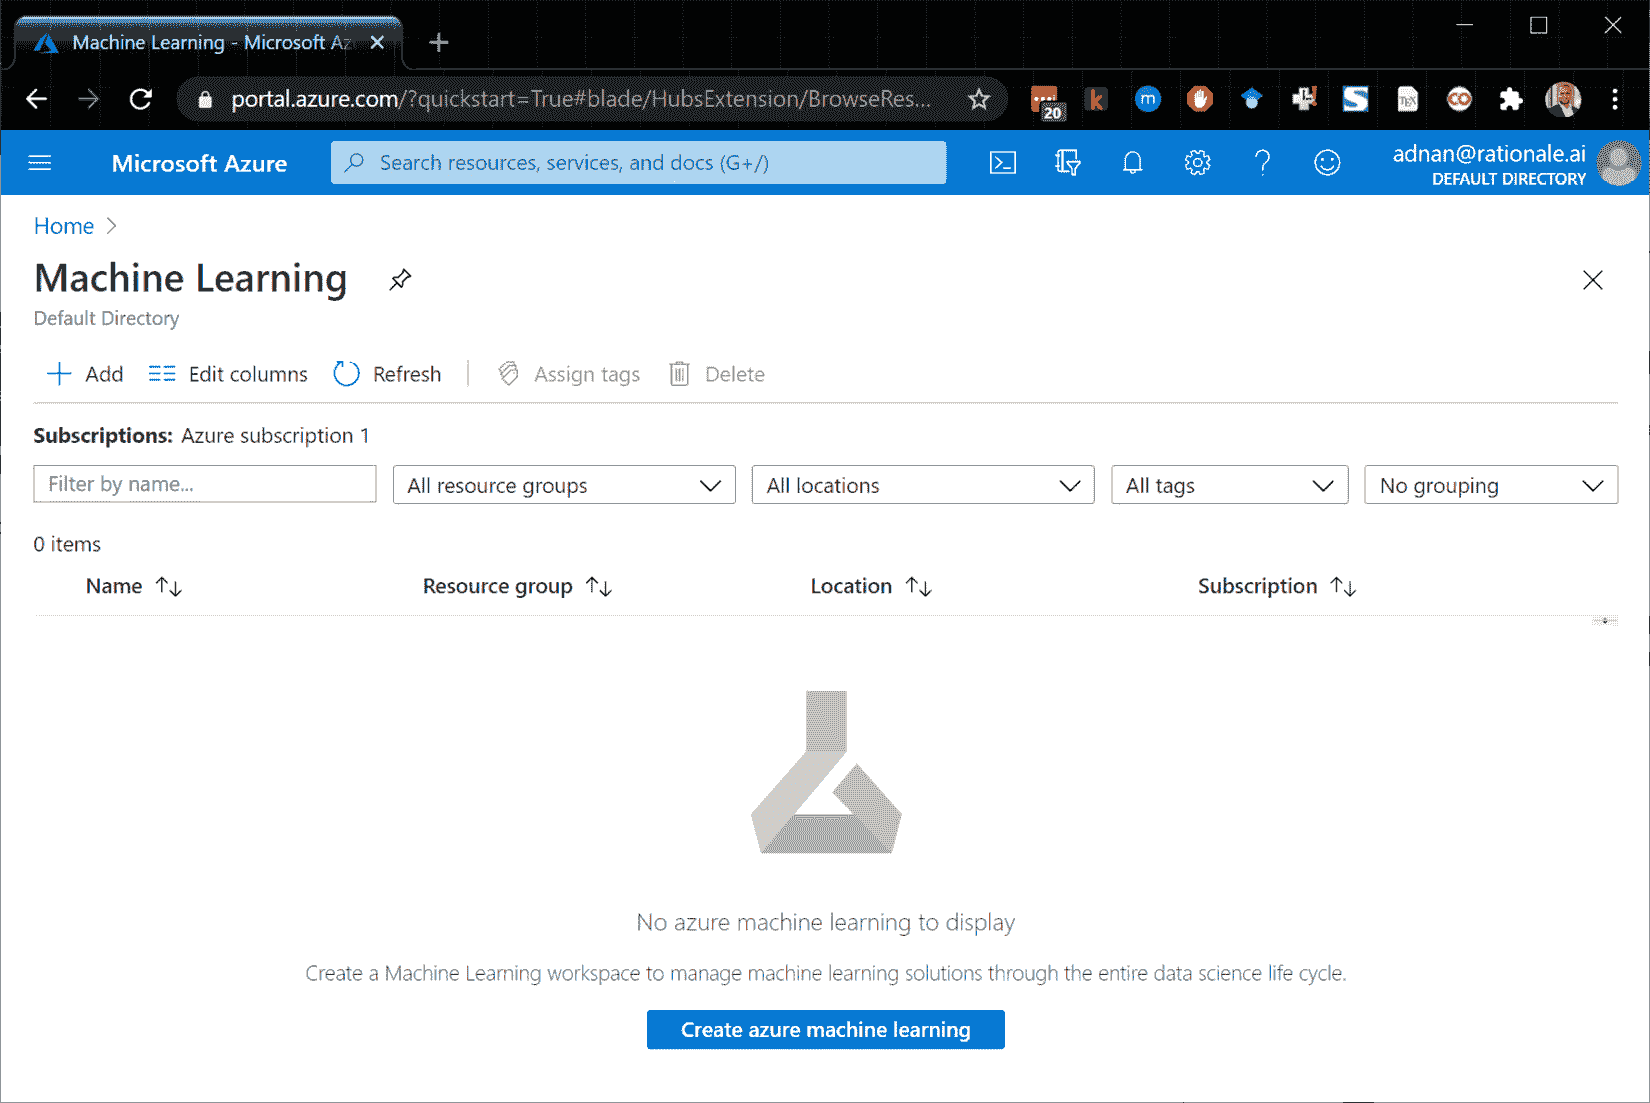 Machine Learning - Microsoft Az
portal.azure.com/?quickstart=True#blade/HubsExtension/BrowseRes...
20
k
m
S
TEX
CO
Microsoft Azure
Search resources, services, and docs (G+/)
adnan@rationale.ai
DEFAULT DIRECTORY
Home
Machine Learning
Default Directory
Add Edit columns Refresh Assign tags Delete
Subscriptions: Azure subscription 1
Filter by name... All resource groups All locations All tags No grouping
0 items
Name Resource group Location Subscription
No azure machine learning to display
Create a Machine Learning workspace to manage machine learning solutions through the entire data science life cycle.
Create azure machine learning